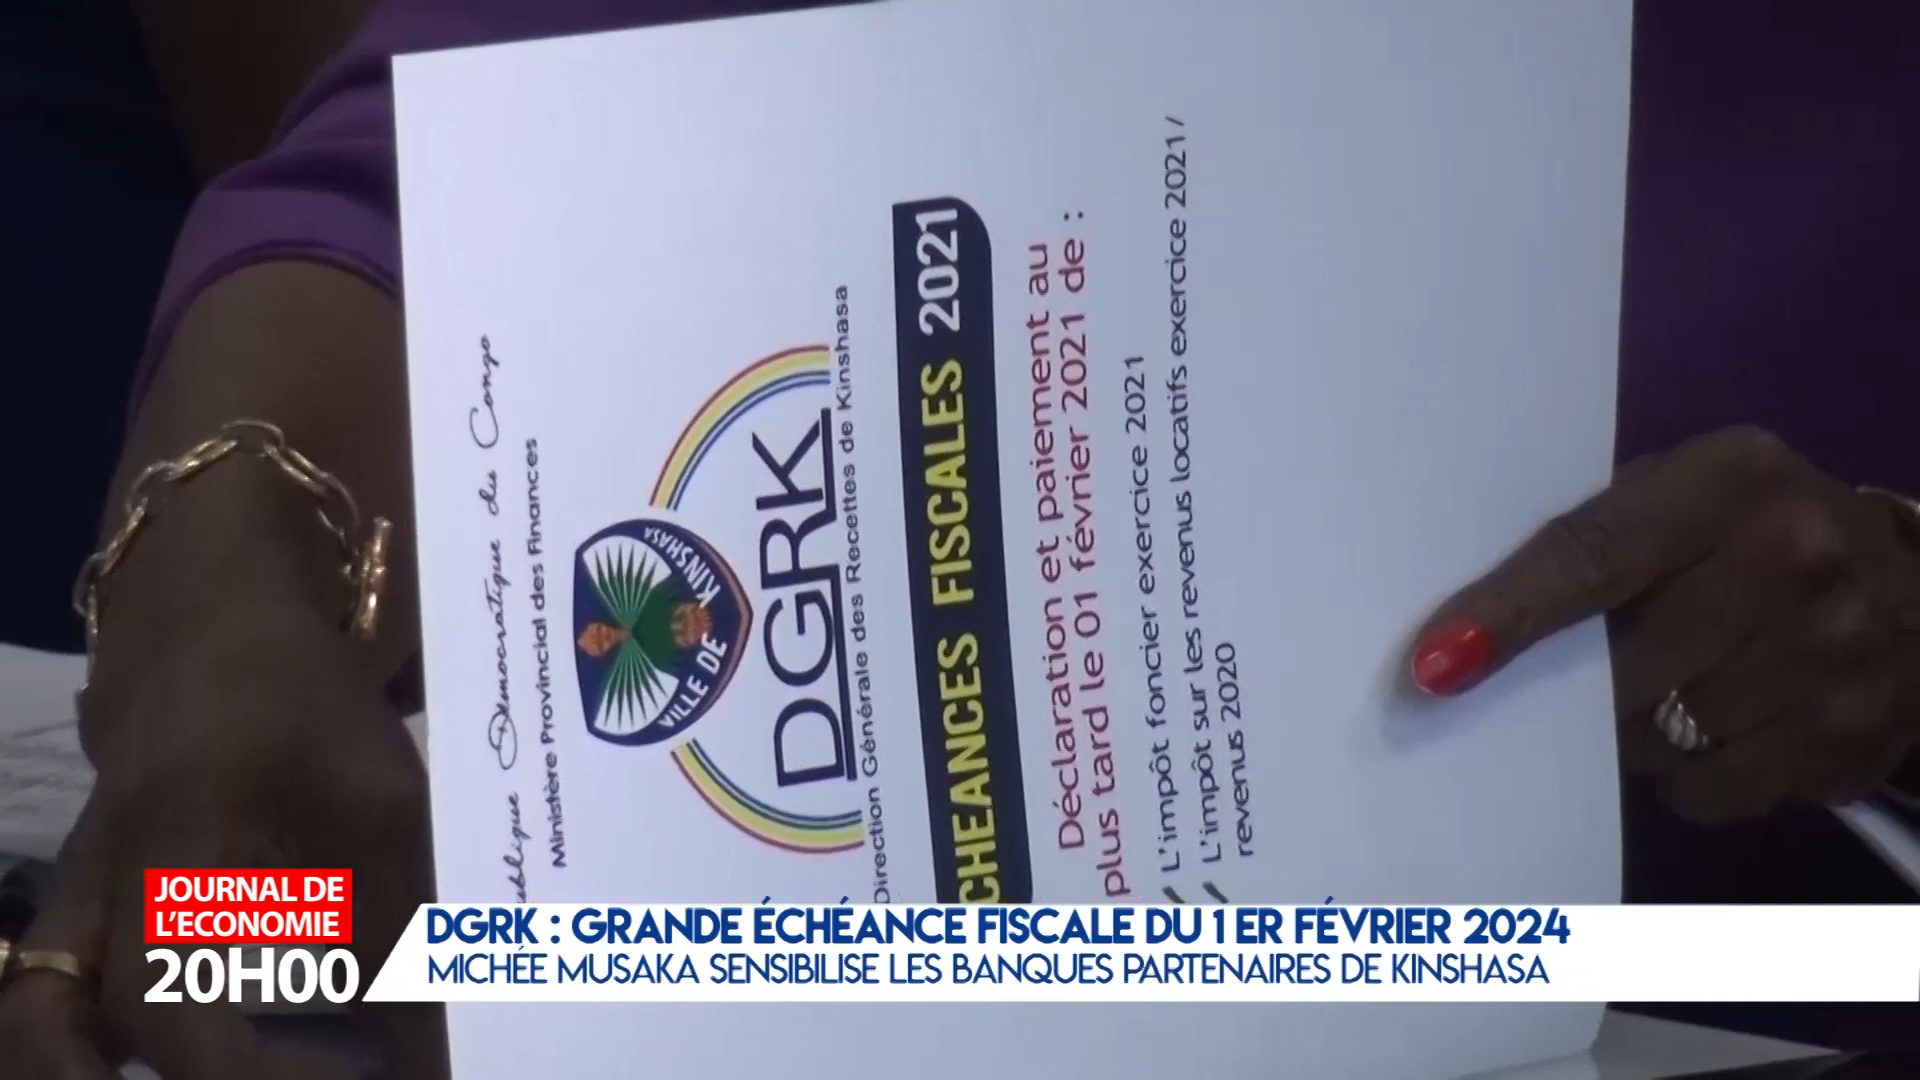 République Démocratique du Congo
Ministère Provincial des Finances
VILLE DE KINSHASA
KINSHASA
DGRK
Direction Générale des Recettes de Kinshasa
CHEANCES FISCALES 2021
Déclaration et paiement au
plus tard le 01 février 2021 de :
L'impôt foncier exercice 2021
L'impôt sur les revenus locatifs exercice 2021 /
revenus 2020
JOURNAL DE
L'ECONOMIE
20H00
DGRK : GRANDE ÉCHÉANCE FISCALE DU 1 ER FÉVRIER 2024
MICHÉE MUSAKA SENSIBILISE LES BANQUES PARTENAIRES DE KINSHASA